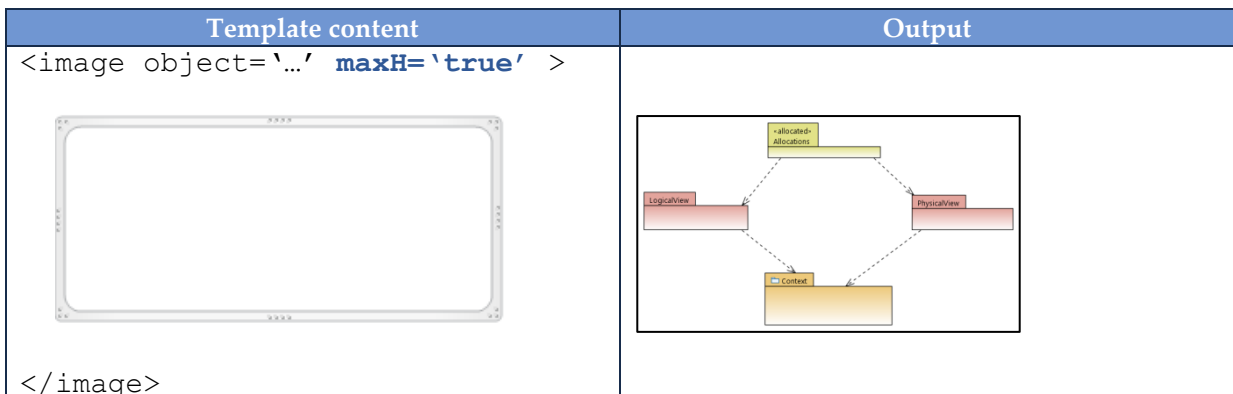 Template content
Output
<image object=‘…’ maxH=‘true’ >
«allocated»
Allocations
LogicalView
PhysicalView
Context
</image>